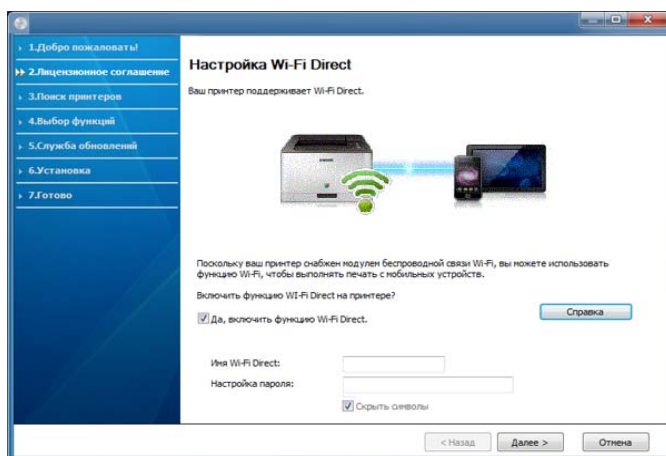 1.Добро пожаловать!
2.Лицензионное соглашение
3.Поиск принтеров
4.Выбор функций
5.Служба обновлений
6.Установка
7.Готово
Настройка Wi-Fi Direct
Ваш принтер поддерживает Wi-Fi Direct.
Поскольку ваш принтер снабжен модулем беспроводной связи Wi-Fi, вы можете использовать
функцию Wi-Fi, чтобы выполнять печать с мобильных устройств.
Включить функцию WI-Fi Direct на принтере?
Да, включить функцию Wi-Fi Direct.
Справка
Имя Wi-Fi Direct:
Настройка пароля:
Скрыть символы
< Назад
Далее >
Отмена